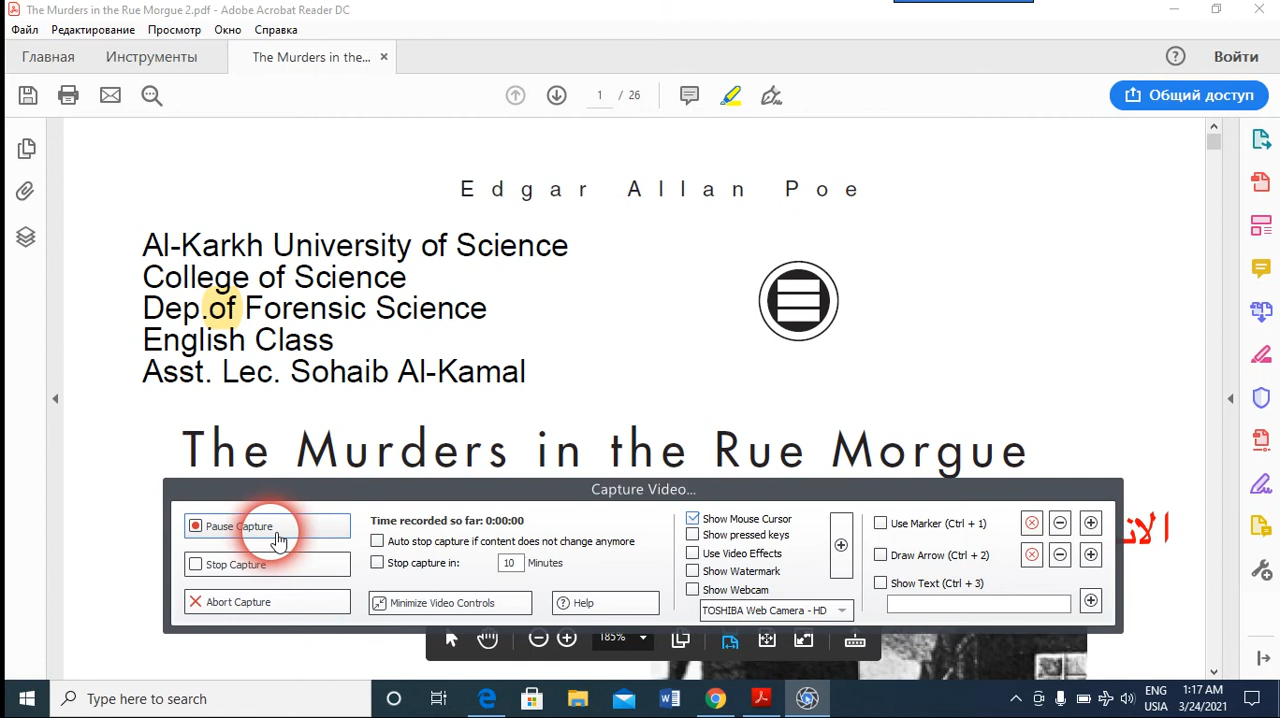 The Murders in the Rue Morgue 2.pdf - Adobe Acrobat Reader DC
Файл Редактирование Просмотр Окно Справка
Главная Инструменты The Murders in the... × Войти
1 / 26 Общий доступ
Edgar Allan Poe
Al-Karkh University of Science
College of Science
Dep.of Forensic Science
English Class
Asst. Lec. Sohaib Al-Kamal
The Murders in the Rue Morgue
Capture Video...
Pause Capture
Stop Capture
Abort Capture
Time recorded so far: 0:00:00
Auto stop capture if content does not change anymore
Stop capture in: 10 Minutes
Minimize Video Controls
Help
Show Mouse Cursor
Show pressed keys
Use Video Effects
Show Watermark
Show Webcam
TOSHIBA Web Camera - HD
Use Marker (Ctrl + 1)
Draw Arrow (Ctrl + 2)
Show Text (Ctrl + 3)
185%
Type here to search
ENG
USIA
1:17 AM
3/24/2021